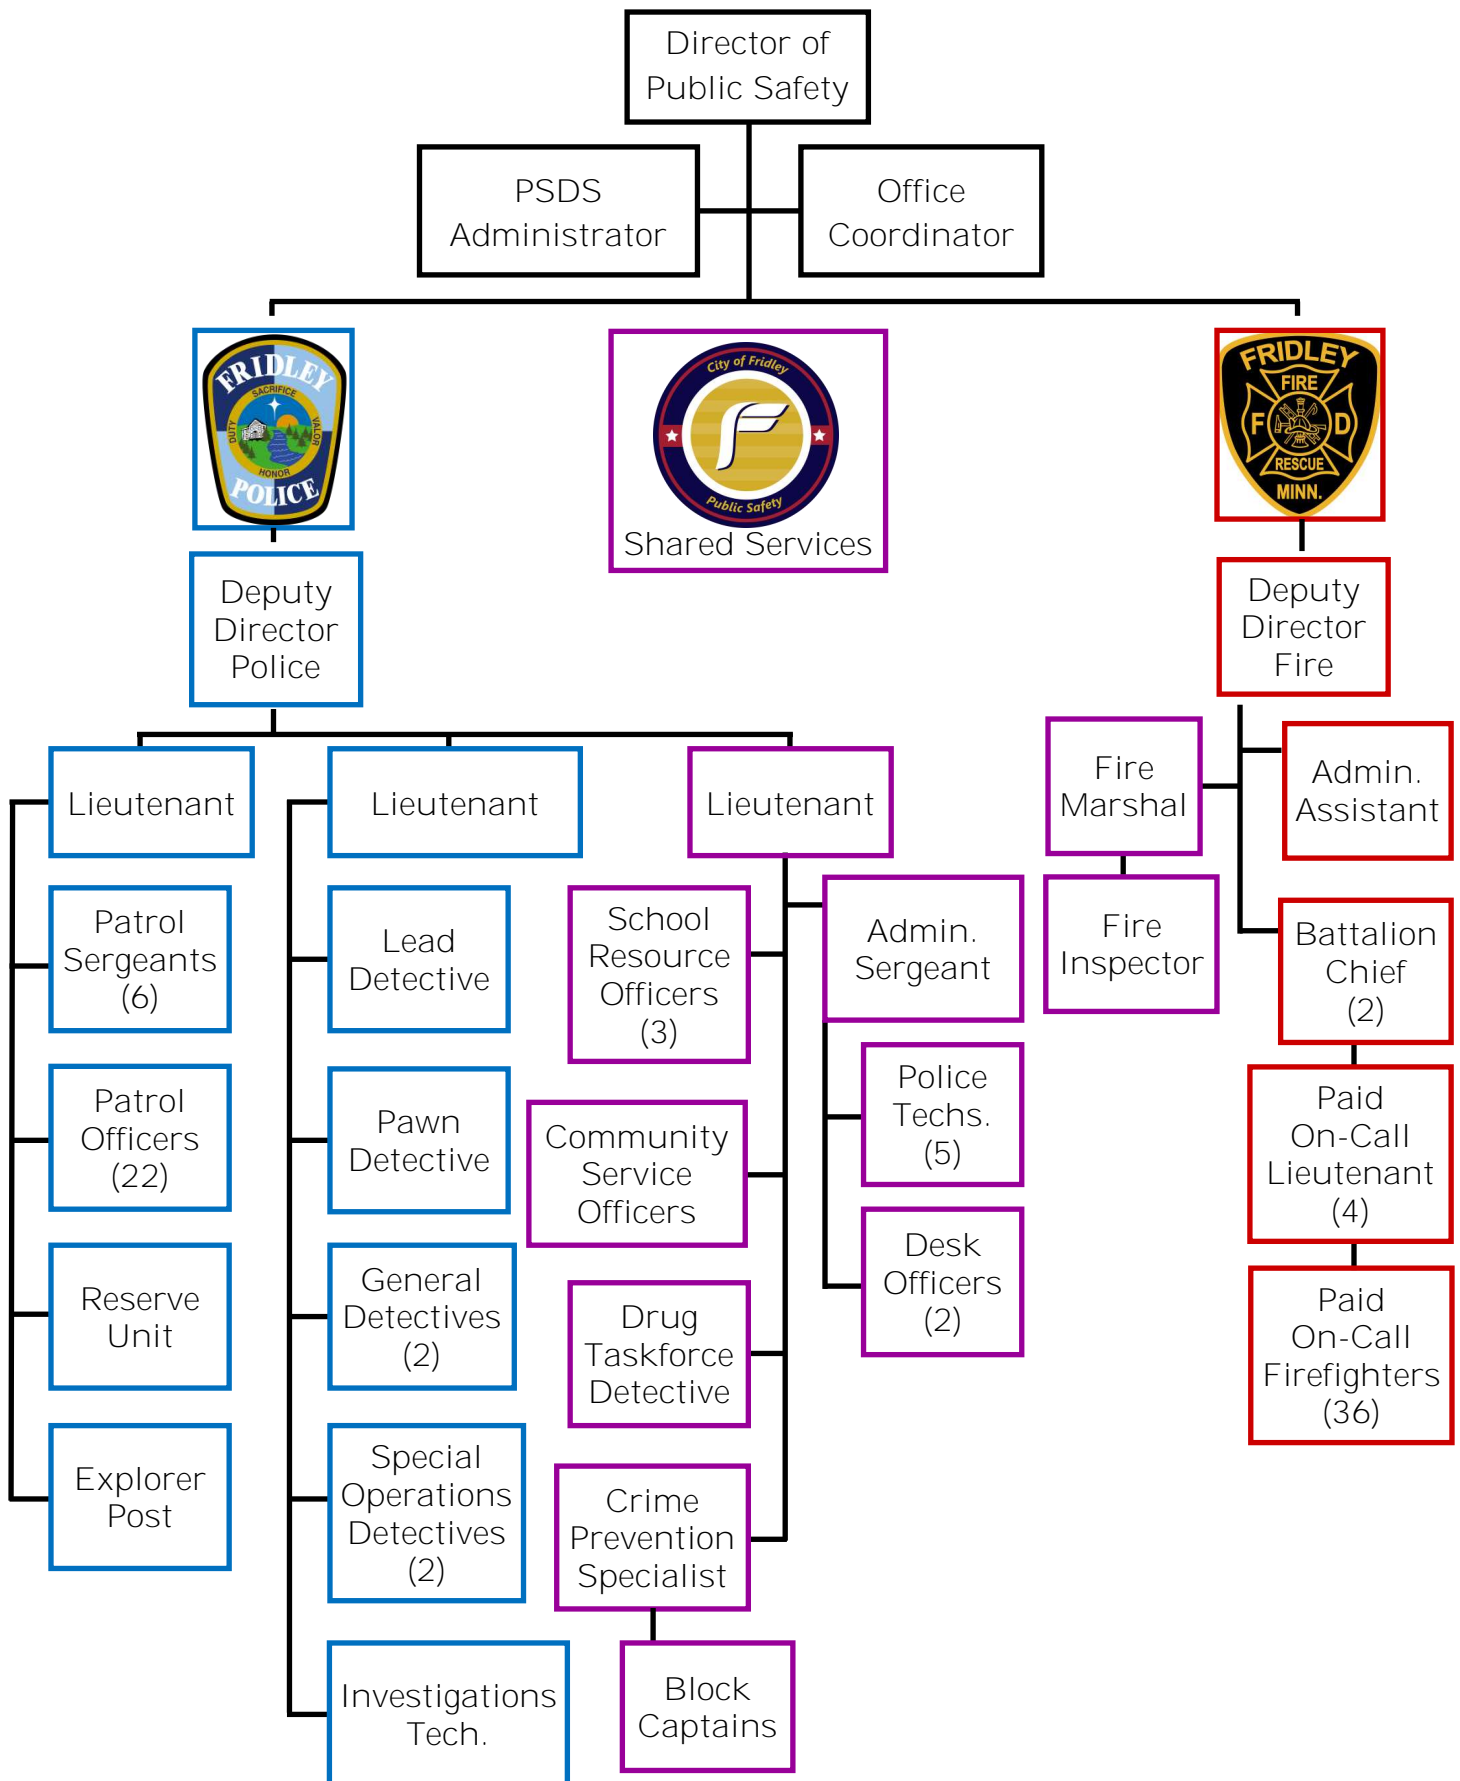 Director of
Public Safety
PSDS
Administrator
Office
Coordinator
FRIDLEY
SACRIFICE
DUTY
VALOR
HONOR
POLICE
City of Fridley
F
Public Safety
Shared Services
FRIDLEY
FIRE
F D
RESCUE
MINN.
Deputy
Director
Police
Deputy
Director
Fire
Lieutenant
Lieutenant
Lieutenant
Fire
Marshal
Admin.
Assistant
Patrol
Sergeants
(6)
Lead
Detective
School
Resource
Officers
(3)
Admin.
Sergeant
Fire
Inspector
Battalion
Chief
(2)
Patrol
Officers
(22)
Pawn
Detective
Community
Service
Officers
Police
Techs.
(5)
Paid
On-Call
Lieutenant
(4)
Reserve
Unit
General
Detectives
(2)
Drug
Taskforce
Detective
Desk
Officers
(2)
Paid
On-Call
Firefighters
(36)
Explorer
Post
Special
Operations
Detectives
(2)
Crime
Prevention
Specialist
Investigations
Tech.
Block
Captains